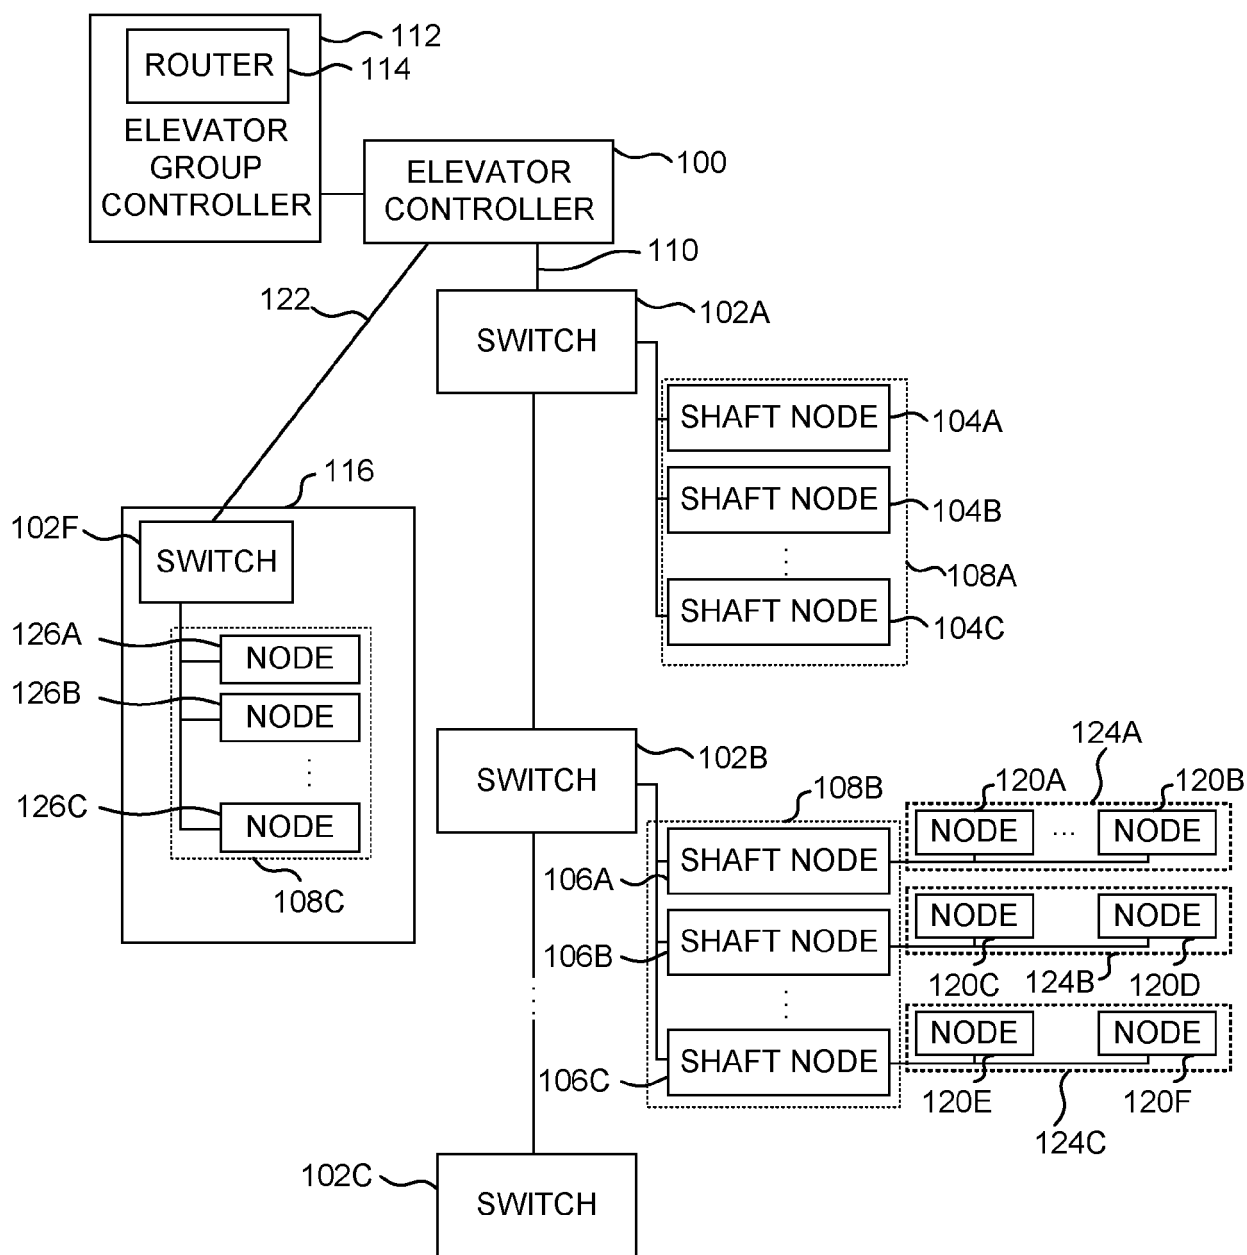 112
ROUTER
114
ELEVATOR
GROUP
CONTROLLER
ELEVATOR
CONTROLLER
100
110
122
102A
SWITCH
SHAFT NODE
104A
SHAFT NODE
104B
...
108A
SHAFT NODE
104C
116
102F
SWITCH
126A
NODE
126B
NODE
...
126C
NODE
108C
SWITCH
102B
108B
124A
120A
120B
NODE ... NODE
SHAFT NODE
106A
NODE NODE
SHAFT NODE
106B
120C 124B 120D
...
NODE NODE
SHAFT NODE
106C
120E 120F
124C
...
102C
SWITCH